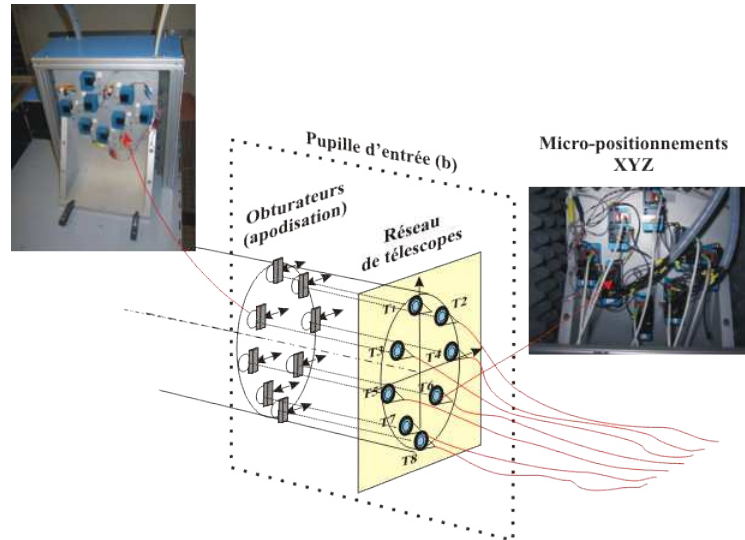 Pupille d'entrée (b)
Micro-positionnements
XYZ
Obturateurs
(apodisation)
Réseau
de télescopes
T1
T2
T3
T4
T5
T6
T7
T8